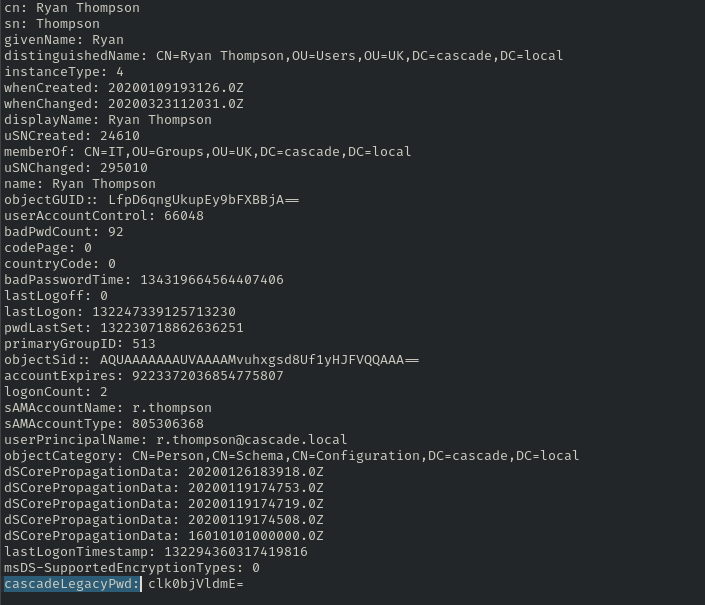 cn: Ryan Thompson
sn: Thompson
givenName: Ryan
distinguishedName: CN=Ryan Thompson,OU=Users,OU=UK,DC=cascade,DC=local
instanceType: 4
whenCreated: 20200109193126.0Z
whenChanged: 20200323112031.0Z
displayName: Ryan Thompson
uSNCreated: 24610
memberOf: CN=IT,OU=Groups,OU=UK,DC=cascade,DC=local
uSNChanged: 295010
name: Ryan Thompson
objectGUID:: LfpD6qngUkupEy9bFXBBjA==
userAccountControl: 66048
badPwdCount: 92
codePage: 0
countryCode: 0
badPasswordTime: 134319664564407406
lastLogoff: 0
lastLogon: 132247339125713230
pwdLastSet: 132230718862636251
primaryGroupID: 513
objectSid:: AQUAAAAAAAUVAAAAMvuhxgsd8Uf1yHJFVQQAAA==
accountExpires: 9223372036854775807
logonCount: 2
sAMAccountName: r.thompson
sAMAccountType: 805306368
userPrincipalName: r.thompson@cascade.local
objectCategory: CN=Person,CN=Schema,CN=Configuration,DC=cascade,DC=local
dSCorePropagationData: 20200126183918.0Z
dSCorePropagationData: 20200119174753.0Z
dSCorePropagationData: 20200119174719.0Z
dSCorePropagationData: 20200119174508.0Z
dSCorePropagationData: 16010101000000.0Z
lastLogonTimestamp: 132294360317419816
msDS-SupportedEncryptionTypes: 0
cascadeLegacyPwd: clk0bjVldmE=